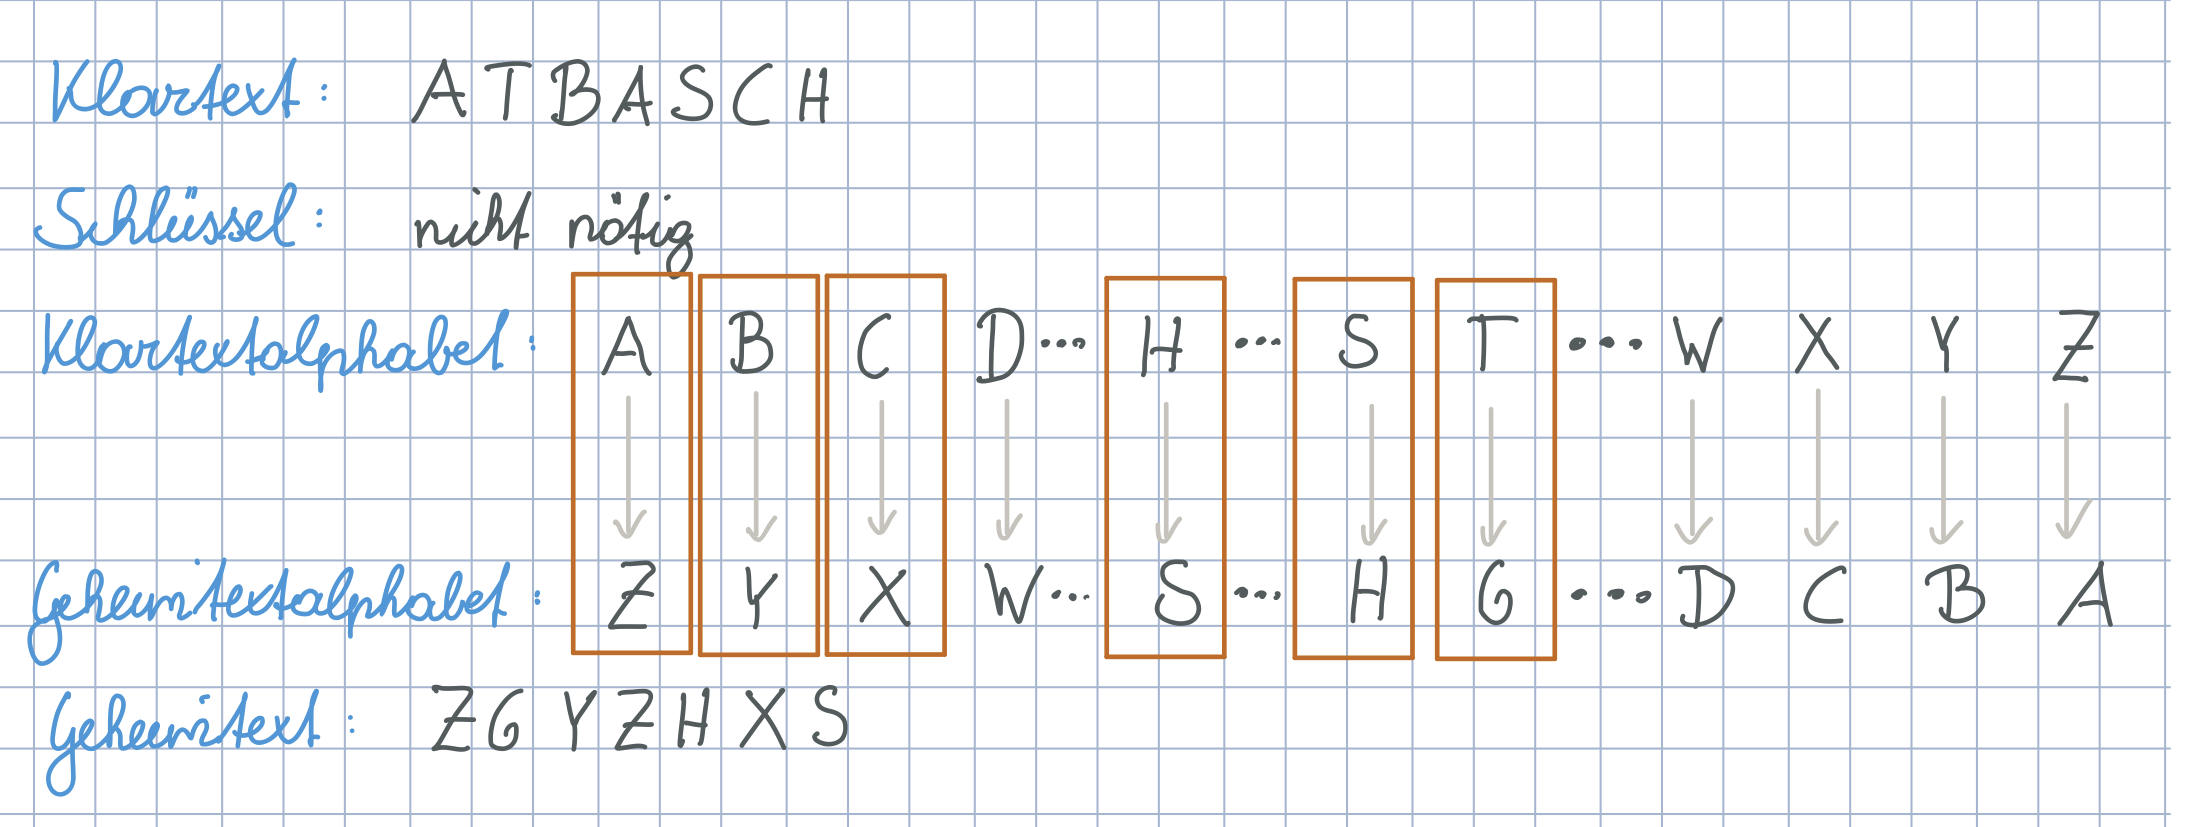 Klartext: ATBASCH
Schlüssel: nicht nötig
Klartextalphabet: A B C D... H ... S T ... W X Y Z
Geheimtextalphabet: Z Y X W... S ... H G ... D C B A
Geheimtext: ZGYZHXS